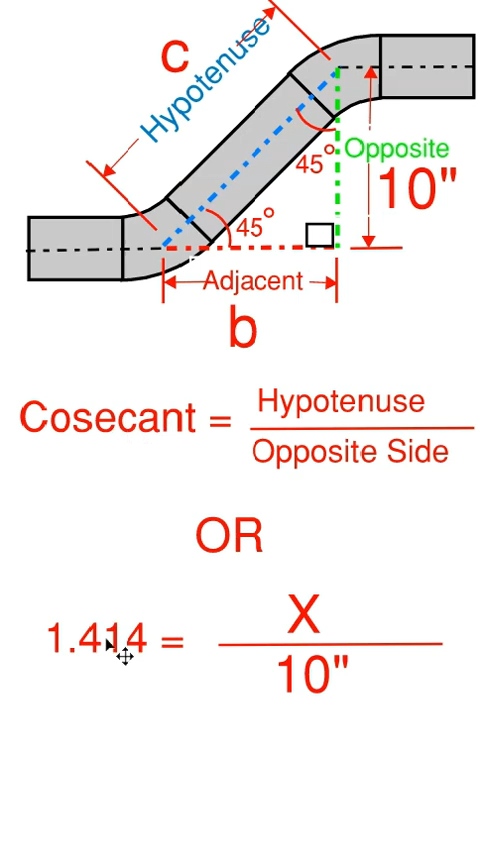 c
Hypotenuse
45°
Opposite
10"
45°
Adjacent
b
Cosecant = Hypotenuse
Opposite Side
OR
1.414 = X
10"